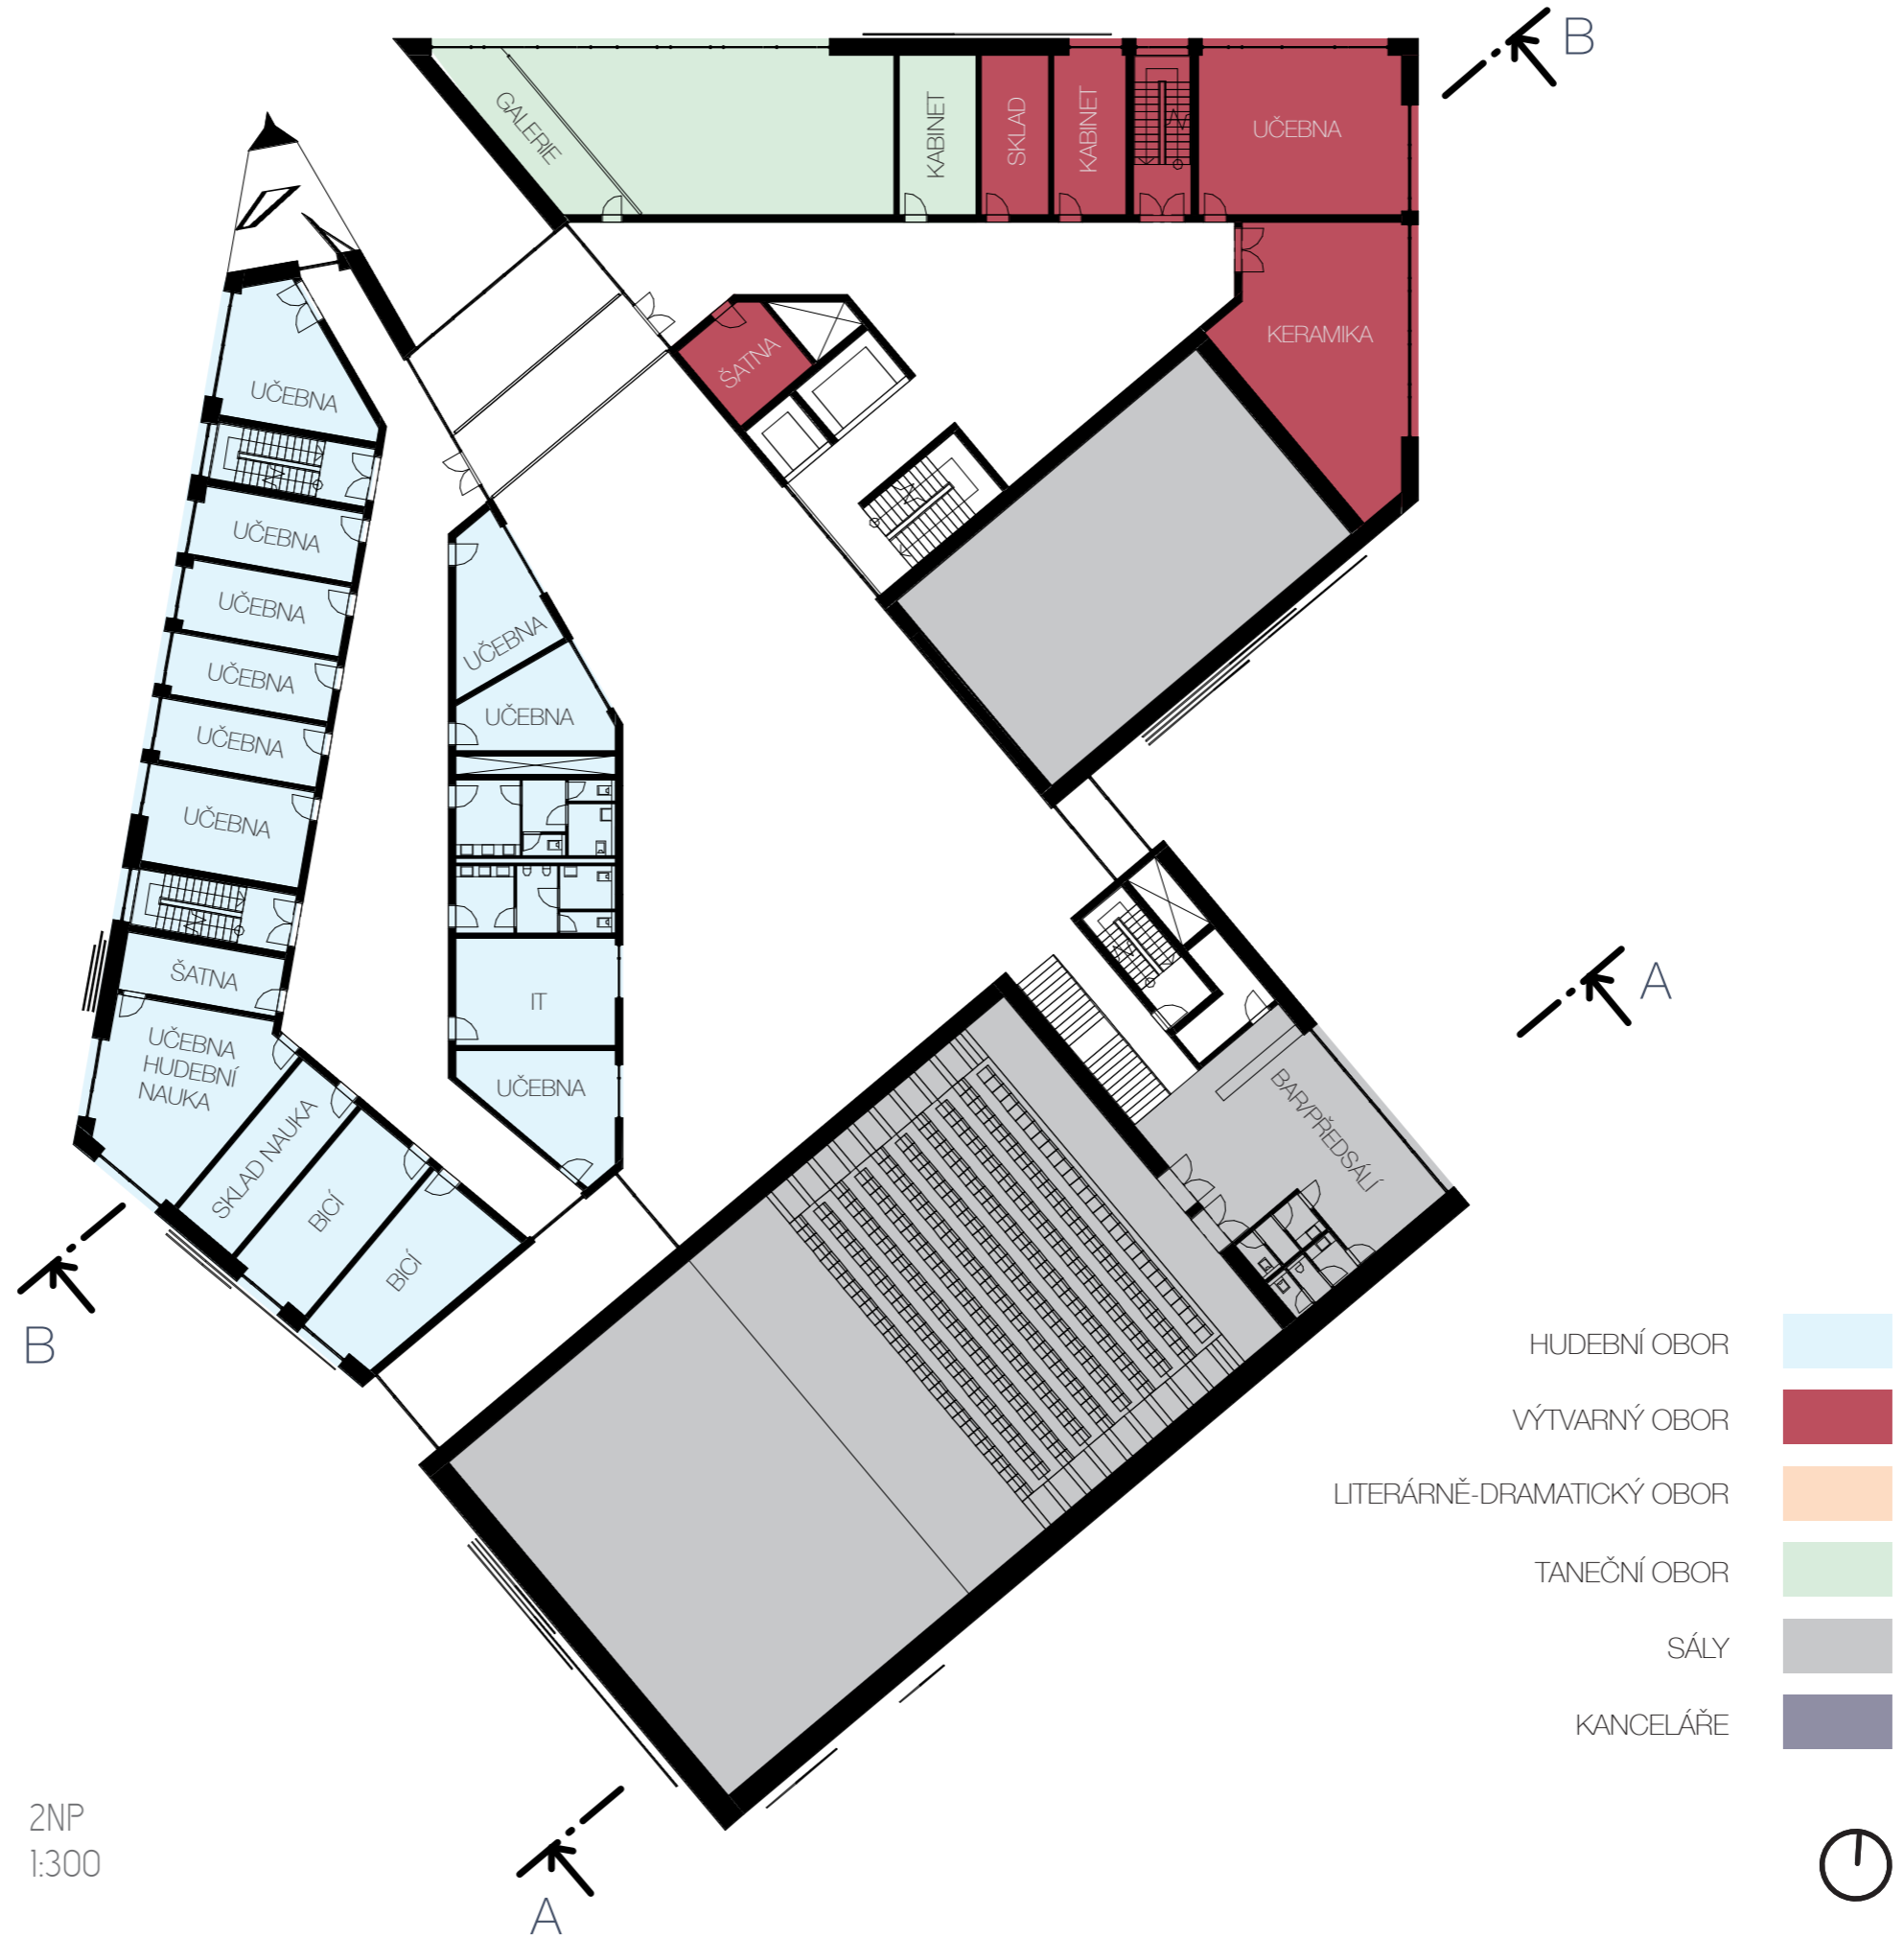 B
GALERIE
KABINET
SKLAD
KABINET
UČEBNA
KERAMIKA
ŠATNA
UČEBNA
UČEBNA
UČEBNA
UČEBNA
UČEBNA
UČEBNA
ŠATNA
UČEBNA
HUDEBNÍ
NAUKA
SKLAD NAUKA
BICÍ
BICÍ
UČEBNA
UČEBNA
IT
UČEBNA
BAR/PŘEDSÁLÍ
A
B
HUDEBNÍ OBOR
VÝTVARNÝ OBOR
LITERÁRNĚ-DRAMATICKÝ OBOR
TANEČNÍ OBOR
SÁLY
KANCELÁŘE
2NP
1:300
A